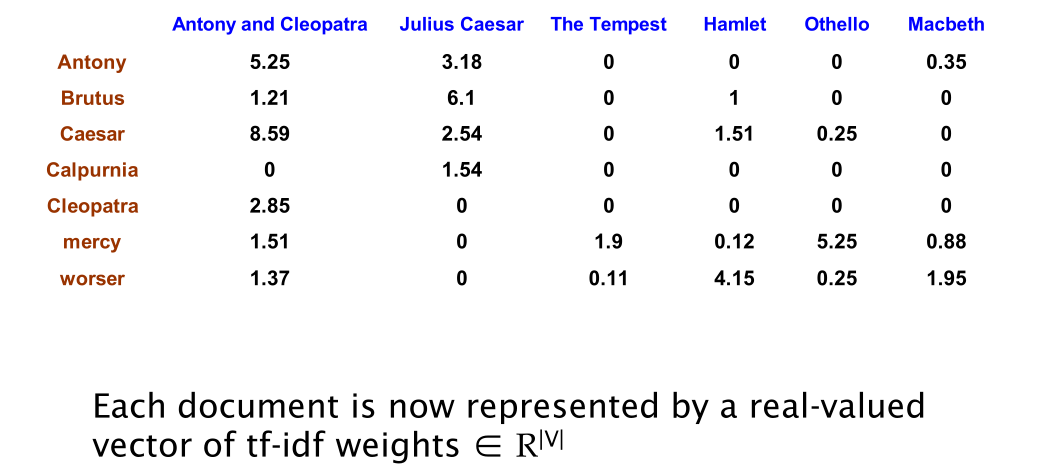 Antony and Cleopatra Julius Caesar The Tempest Hamlet Othello Macbeth
Antony 5.25 3.18 0 0 0 0.35
Brutus 1.21 6.1 0 1 0 0
Caesar 8.59 2.54 0 1.51 0.25 0
Calpurnia 0 1.54 0 0 0 0
Cleopatra 2.85 0 0 0 0 0
mercy 1.51 0 1.9 0.12 5.25 0.88
worser 1.37 0 0.11 4.15 0.25 1.95
Each document is now represented by a real-valued
vector of tf-idf weights ∈ R|V|